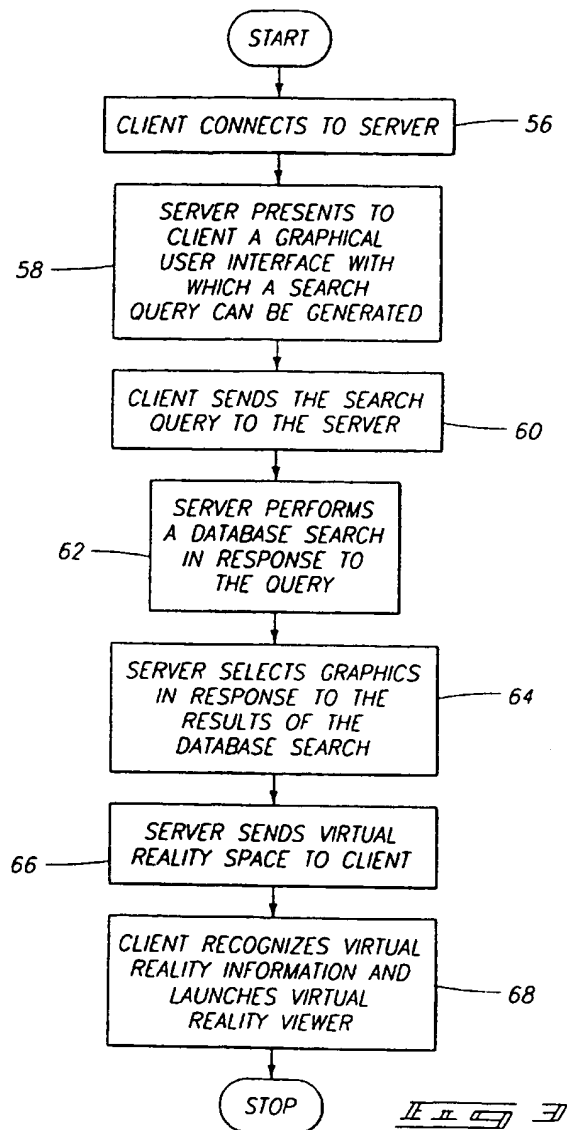 START
CLIENT CONNECTS TO SERVER
56
SERVER PRESENTS TO
CLIENT A GRAPHICAL
USER INTERFACE WITH
WHICH A SEARCH
QUERY CAN BE GENERATED
58
CLIENT SENDS THE SEARCH
QUERY TO THE SERVER
60
SERVER PERFORMS
A DATABASE SEARCH
IN RESPONSE TO
THE QUERY
62
SERVER SELECTS GRAPHICS
IN RESPONSE TO THE
RESULTS OF THE
DATABASE SEARCH
64
SERVER SENDS VIRTUAL
REALITY SPACE TO CLIENT
66
CLIENT RECOGNIZES VIRTUAL
REALITY INFORMATION AND
LAUNCHES VIRTUAL
REALITY VIEWER
68
STOP
FIG 3